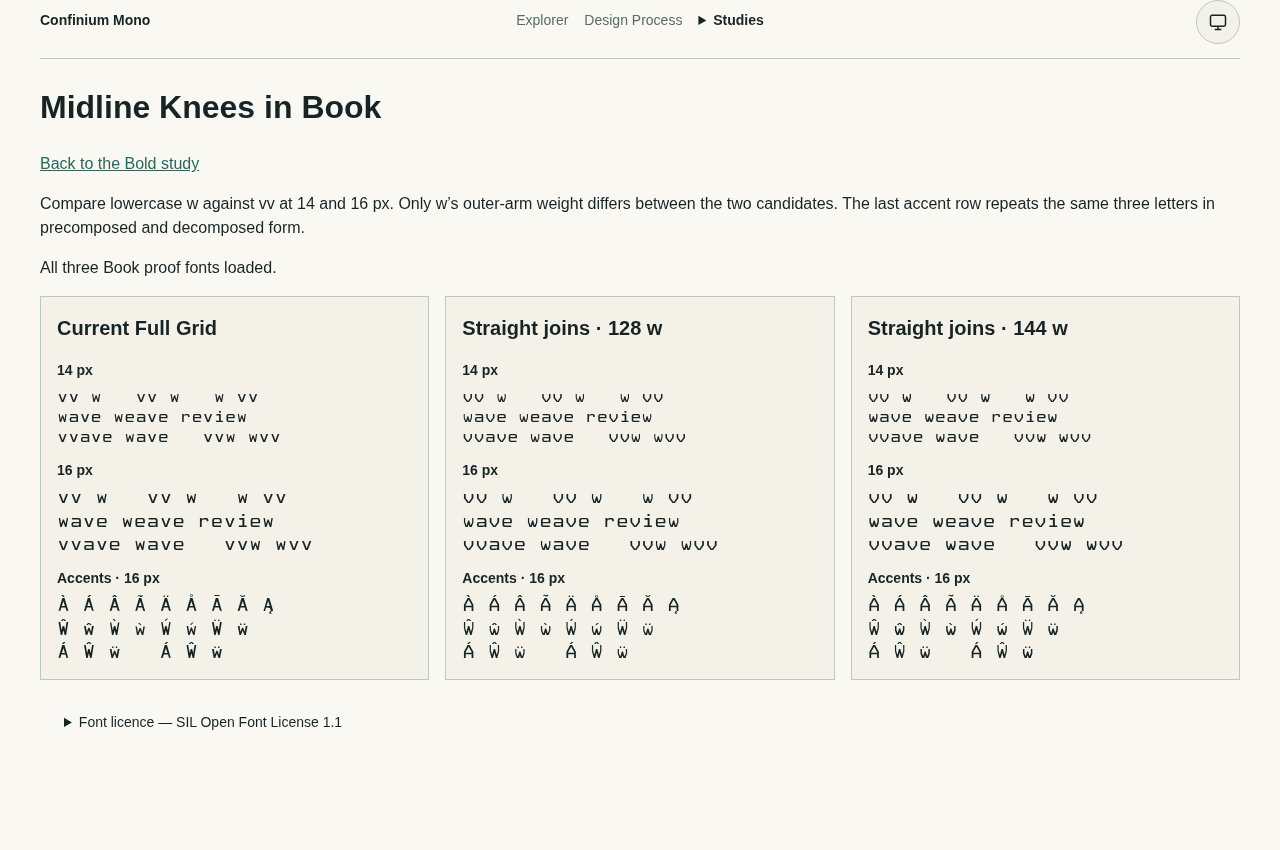 Confinium Mono
Explorer Design Process ▶ Studies
Midline Knees in Book
Back to the Bold study
Compare lowercase w against vv at 14 and 16 px. Only w’s outer-arm weight differs between the two candidates. The last accent row repeats the same three letters in
precomposed and decomposed form.
All three Book proof fonts loaded.
Current Full Grid
14 px
vv w vv w w vv
wave weave review
vvave wave vvw wvv
16 px
vv w vv w w vv
wave weave review
vvave wave vvw wvv
Accents · 16 px
À Á Â Ã Ä Å Ā Ă Ą
Ŵ ŵ Ẁ ẁ Ẃ ẃ Ẅ ẅ
Á Ŵ ẅ Á Ŵ ẅ
Straight joins · 128 w
14 px
vv w vv w w vv
wave weave review
vvave wave vvw wvv
16 px
vv w vv w w vv
wave weave review
vvave wave vvw wvv
Accents · 16 px
À Á Â Ã Ä Å Ā Ă Ą
Ŵ ŵ Ẁ ẁ Ẃ ẃ Ẅ ẅ
Á Ŵ ẅ Á Ŵ ẅ
Straight joins · 144 w
14 px
vv w vv w w vv
wave weave review
vvave wave vvw wvv
16 px
vv w vv w w vv
wave weave review
vvave wave vvw wvv
Accents · 16 px
À Á Â Ã Ä Å Ā Ă Ą
Ŵ ŵ Ẁ ẁ Ẃ ẃ Ẅ ẅ
Á Ŵ ẅ Á Ŵ ẅ
▶ Font licence — SIL Open Font License 1.1